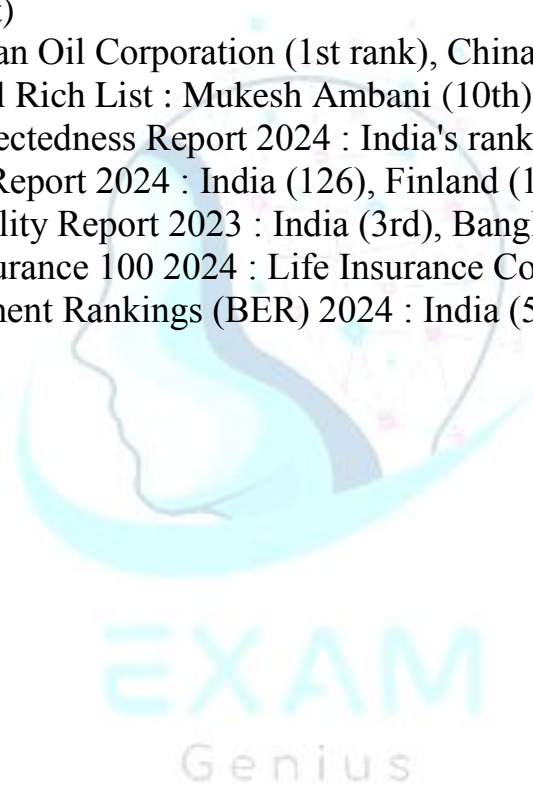 t)
an Oil Corporation (1st rank), China
l Rich List : Mukesh Ambani (10th)
ectedness Report 2024 : India's rank
Report 2024 : India (126), Finland (1
lity Report 2023 : India (3rd), Bangl
urance 100 2024 : Life Insurance Co
nent Rankings (BER) 2024 : India (5
EXAM
Genius